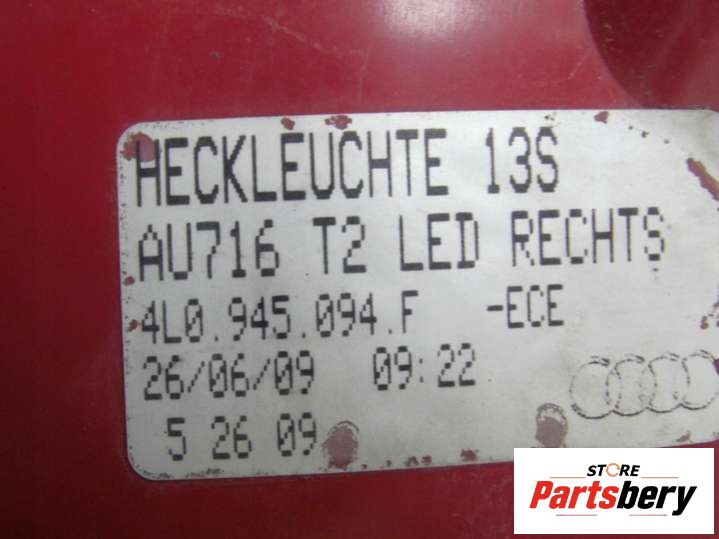 HECKLEUCHTE 13S
AU716 T2 LED RECHTS
4L0.945.094.F -ECE
26/06/09 09:22
5 26 09
STORE
Partsbery